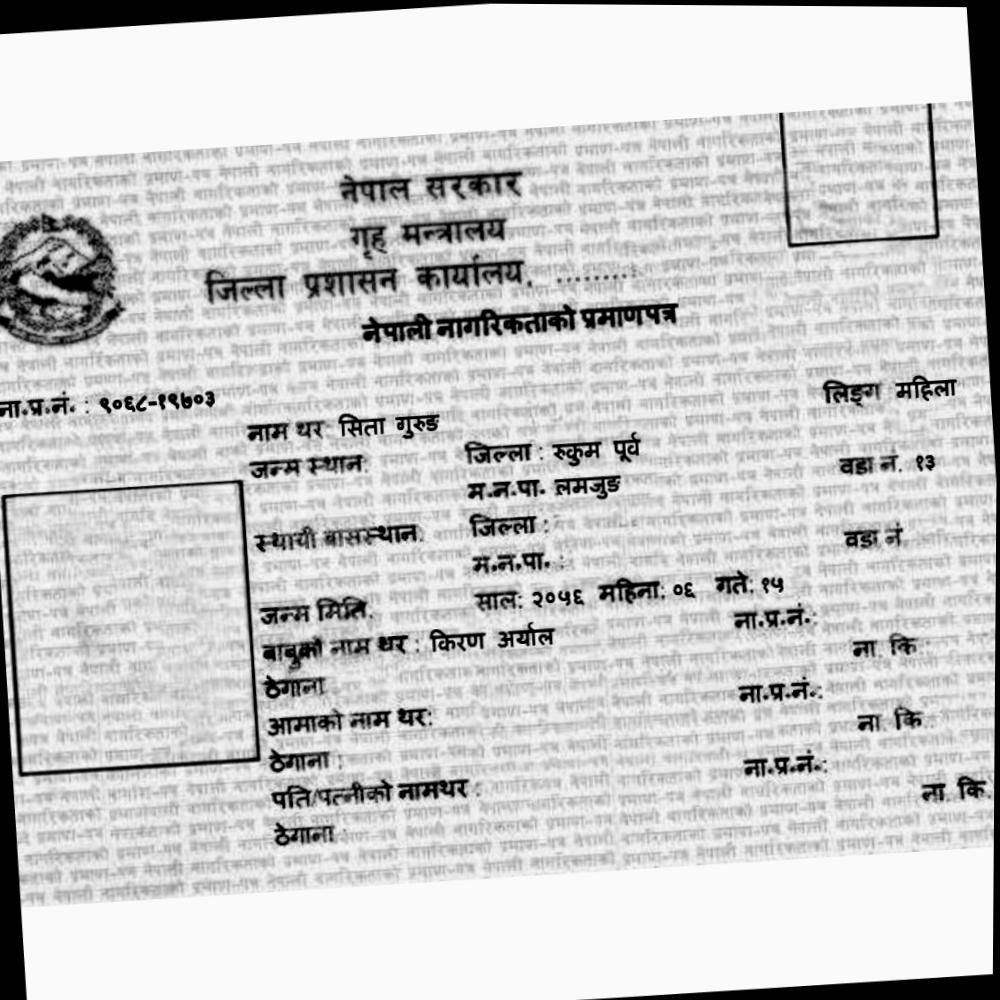 नेपाल सरकार
गृह मन्त्रालय
जिल्ला प्रशासन कार्यालय, ..........
नेपाली नागरिकताको प्रमाणपत्र
ना.प्र.नं. : ९०६८-१९७०३
लिङ्ग महिला
नाम थर: सिता गुरुङ
जन्म स्थान: जिल्ला : रुकुम पूर्व वडा नं. १३
म.न.पा. लमजुङ
स्थायी बासस्थान: जिल्ला : वडा नं.
म.न.पा. :
जन्म मिति: साल: २०५६ महिना: ०६ गते: १५
बाबुको नाम थर : किरण अर्याल ना.प्र.नं.:
ठेगाना : ना. कि.:
आमाको नाम थर: ना.प्र.नं.:
ठेगाना : ना. कि.:
पति/पत्नीको नामथर : ना.प्र.नं.:
ठेगाना : ना. कि.